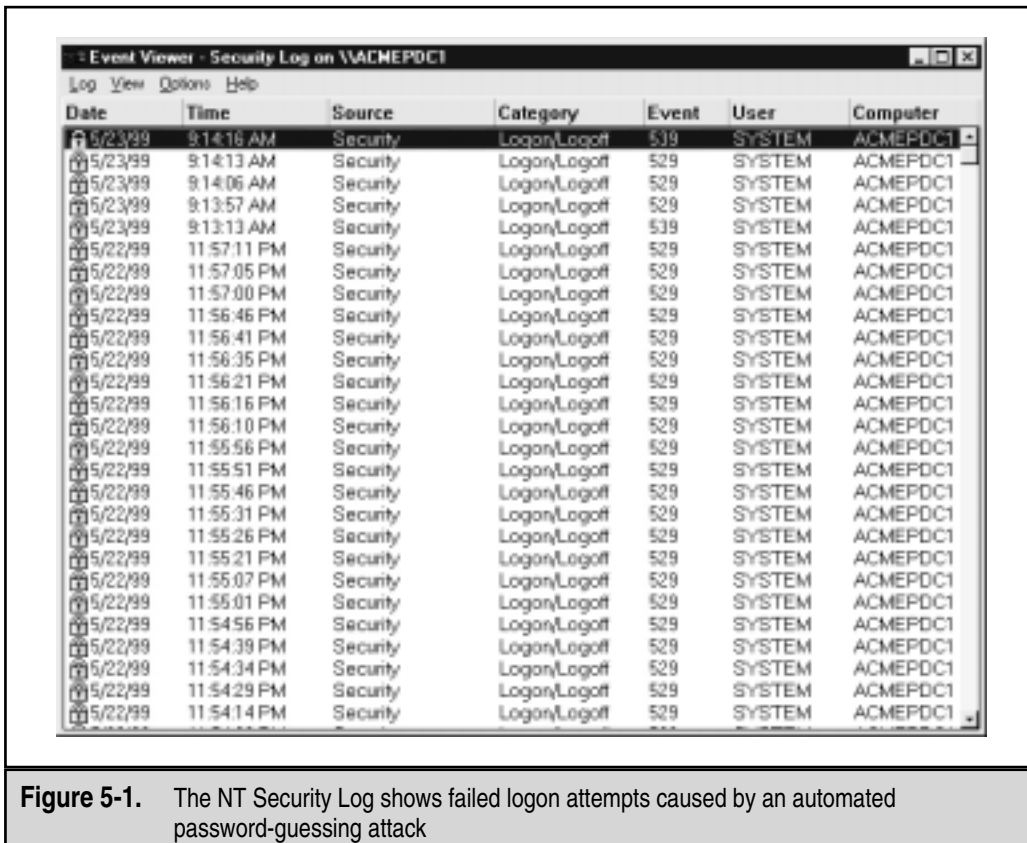 Event Viewer - Security Log on \\ACMEPDC1
Log View Options Help
Date Time Source Category Event User Computer
5/23/99 9:14:16 AM Security Logon/Logoff 539 SYSTEM ACMEPDC1
5/23/99 9:14:13 AM Security Logon/Logoff 529 SYSTEM ACMEPDC1
5/23/99 9:14:06 AM Security Logon/Logoff 529 SYSTEM ACMEPDC1
5/23/99 9:13:57 AM Security Logon/Logoff 529 SYSTEM ACMEPDC1
5/23/99 9:13:13 AM Security Logon/Logoff 539 SYSTEM ACMEPDC1
5/22/99 11:57:11 PM Security Logon/Logoff 529 SYSTEM ACMEPDC1
5/22/99 11:57:05 PM Security Logon/Logoff 529 SYSTEM ACMEPDC1
5/22/99 11:57:00 PM Security Logon/Logoff 529 SYSTEM ACMEPDC1
5/22/99 11:56:46 PM Security Logon/Logoff 529 SYSTEM ACMEPDC1
5/22/99 11:56:41 PM Security Logon/Logoff 529 SYSTEM ACMEPDC1
5/22/99 11:56:35 PM Security Logon/Logoff 529 SYSTEM ACMEPDC1
5/22/99 11:56:21 PM Security Logon/Logoff 529 SYSTEM ACMEPDC1
5/22/99 11:56:16 PM Security Logon/Logoff 529 SYSTEM ACMEPDC1
5/22/99 11:56:10 PM Security Logon/Logoff 529 SYSTEM ACMEPDC1
5/22/99 11:55:56 PM Security Logon/Logoff 529 SYSTEM ACMEPDC1
5/22/99 11:55:51 PM Security Logon/Logoff 529 SYSTEM ACMEPDC1
5/22/99 11:55:46 PM Security Logon/Logoff 529 SYSTEM ACMEPDC1
5/22/99 11:55:31 PM Security Logon/Logoff 529 SYSTEM ACMEPDC1
5/22/99 11:55:26 PM Security Logon/Logoff 529 SYSTEM ACMEPDC1
5/22/99 11:55:21 PM Security Logon/Logoff 529 SYSTEM ACMEPDC1
5/22/99 11:55:07 PM Security Logon/Logoff 529 SYSTEM ACMEPDC1
5/22/99 11:55:01 PM Security Logon/Logoff 529 SYSTEM ACMEPDC1
5/22/99 11:54:56 PM Security Logon/Logoff 529 SYSTEM ACMEPDC1
5/22/99 11:54:39 PM Security Logon/Logoff 529 SYSTEM ACMEPDC1
5/22/99 11:54:34 PM Security Logon/Logoff 529 SYSTEM ACMEPDC1
5/22/99 11:54:29 PM Security Logon/Logoff 529 SYSTEM ACMEPDC1
5/22/99 11:54:14 PM Security Logon/Logoff 529 SYSTEM ACMEPDC1
Figure 5-1. The NT Security Log shows failed logon attempts caused by an automated
password-guessing attack